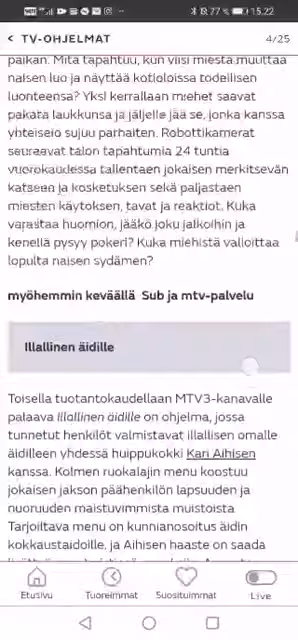 77 % 15.22
< TV-OHJELMAT 4/25
paikan. Mitä tapahtuu, kun viisi miestä muuttaa
naisen luo ja näyttää kotioloissa todellisen
luonteensa? Yksi kerrallaan miehet saavat
pakata laukkunsa ja jäljelle jää se, jonka kanssa
yhteiselo sujuu parhaiten. Robottikamerat
seuraavat talon tapahtumia 24 tuntia
vuorokaudessa tallentaen jokaisen merkitsevän
katseen ja kosketuksen sekä paljastaen
miesten käytöksen, tavat ja reaktiot. Kuka
varastaa huomion, jääkö joku jalkoihin ja
kenellä pysyy pokeri? Kuka miehistä valloittaa
lopulta naisen sydämen?
myöhemmin keväällä Sub ja mtv-palvelu
Illallinen äidille
Toisella tuotantokaudellaan MTV3-kanavalle
palaava Illallinen äidille on ohjelma, jossa
tunnetut henkilöt valmistavat illallisen omalle
äidilleen yhdessä huippukokki Kari Aihisen
kanssa. Kolmen ruokalajin menu koostuu
jokaisen jakson päähenkilön lapsuuden ja
nuoruuden maistuvimmista muistoista.
Tarjoiltava menu on kunnianosoitus äidin
kokkaustaidoille, ja Aihisen haaste on saada
Etusivu Tuoreimmat Suosituimmat Live